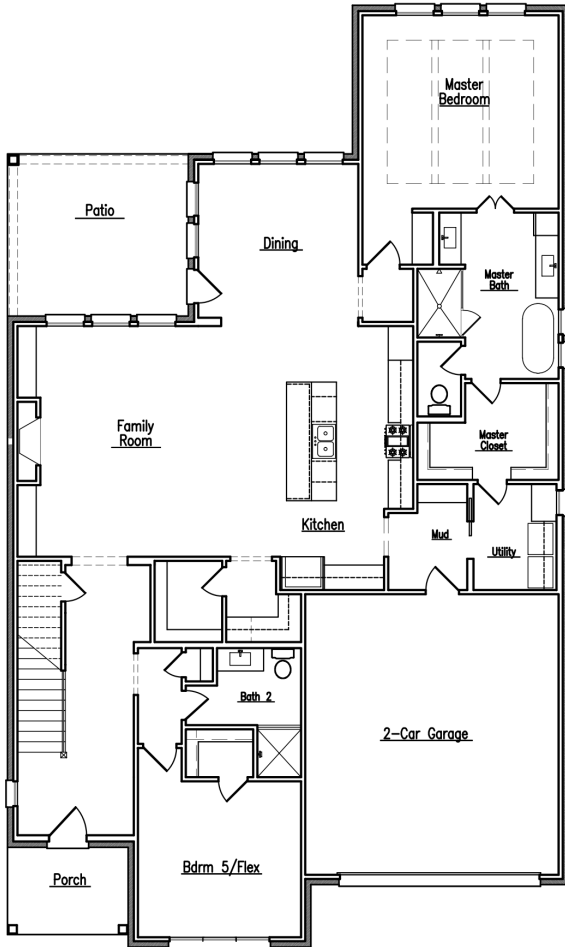 Master
Bedroom
Patio
Dining
Master
Bath
Family
Room
Master
Closet
Kitchen
Mud
Utility
Bath 2
2-Car Garage
Bdrm 5/Flex
Porch